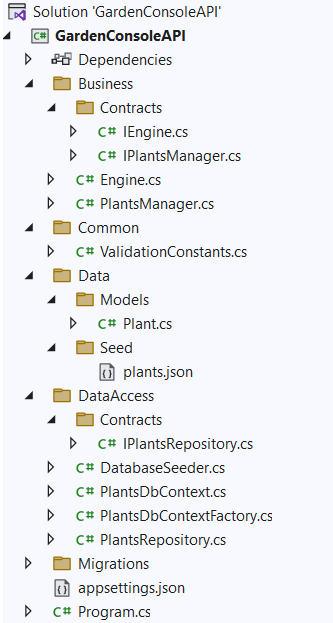 Solution 'GardenConsoleAPI'
C# GardenConsoleAPI
Dependencies
Business
Contracts
C# IEngine.cs
C# IPlantsManager.cs
C# Engine.cs
C# PlantsManager.cs
Common
C# ValidationConstants.cs
Data
Models
C# Plant.cs
Seed
plants.json
DataAccess
Contracts
C# IPlantsRepository.cs
C# DatabaseSeeder.cs
C# PlantsDbContext.cs
C# PlantsDbContextFactory.cs
C# PlantsRepository.cs
Migrations
appsettings.json
C# Program.cs